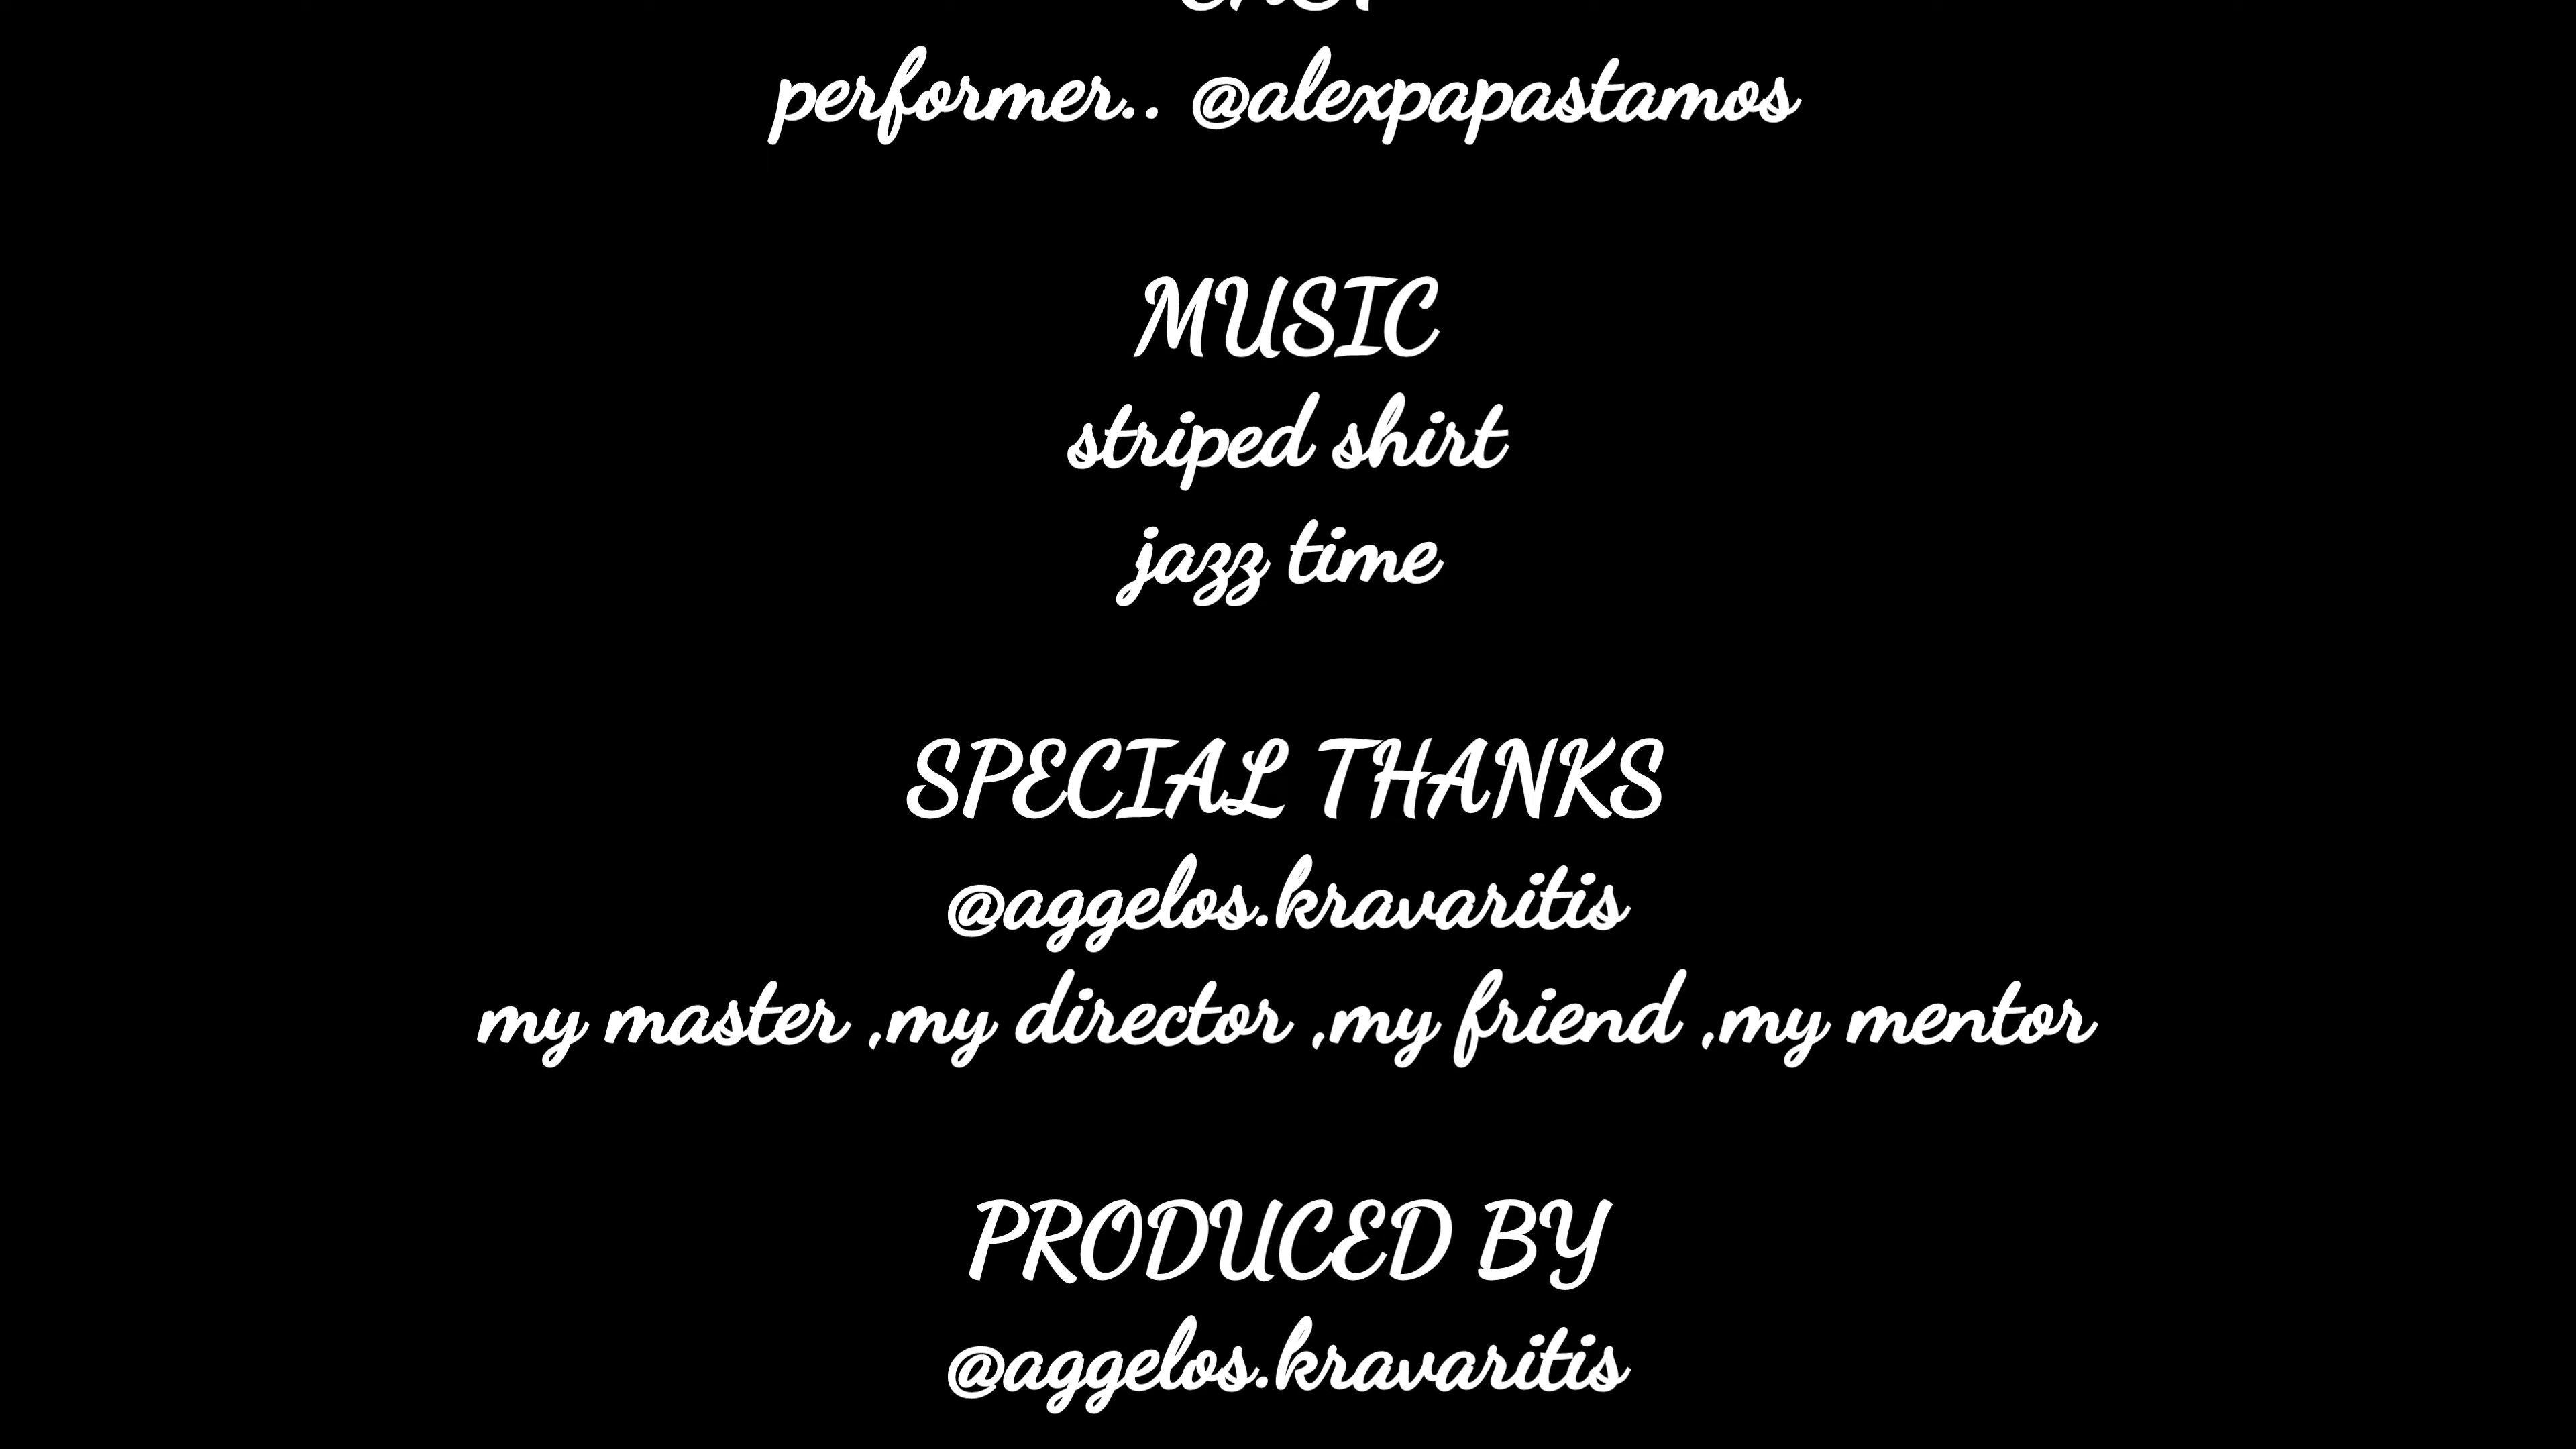 performer.. @alexpapastamos
MUSIC
striped shirt
jazz time
SPECIAL THANKS
@aggelos.kravaritis
my master ,my director ,my friend ,my mentor
PRODUCED BY
@aggelos.kravaritis